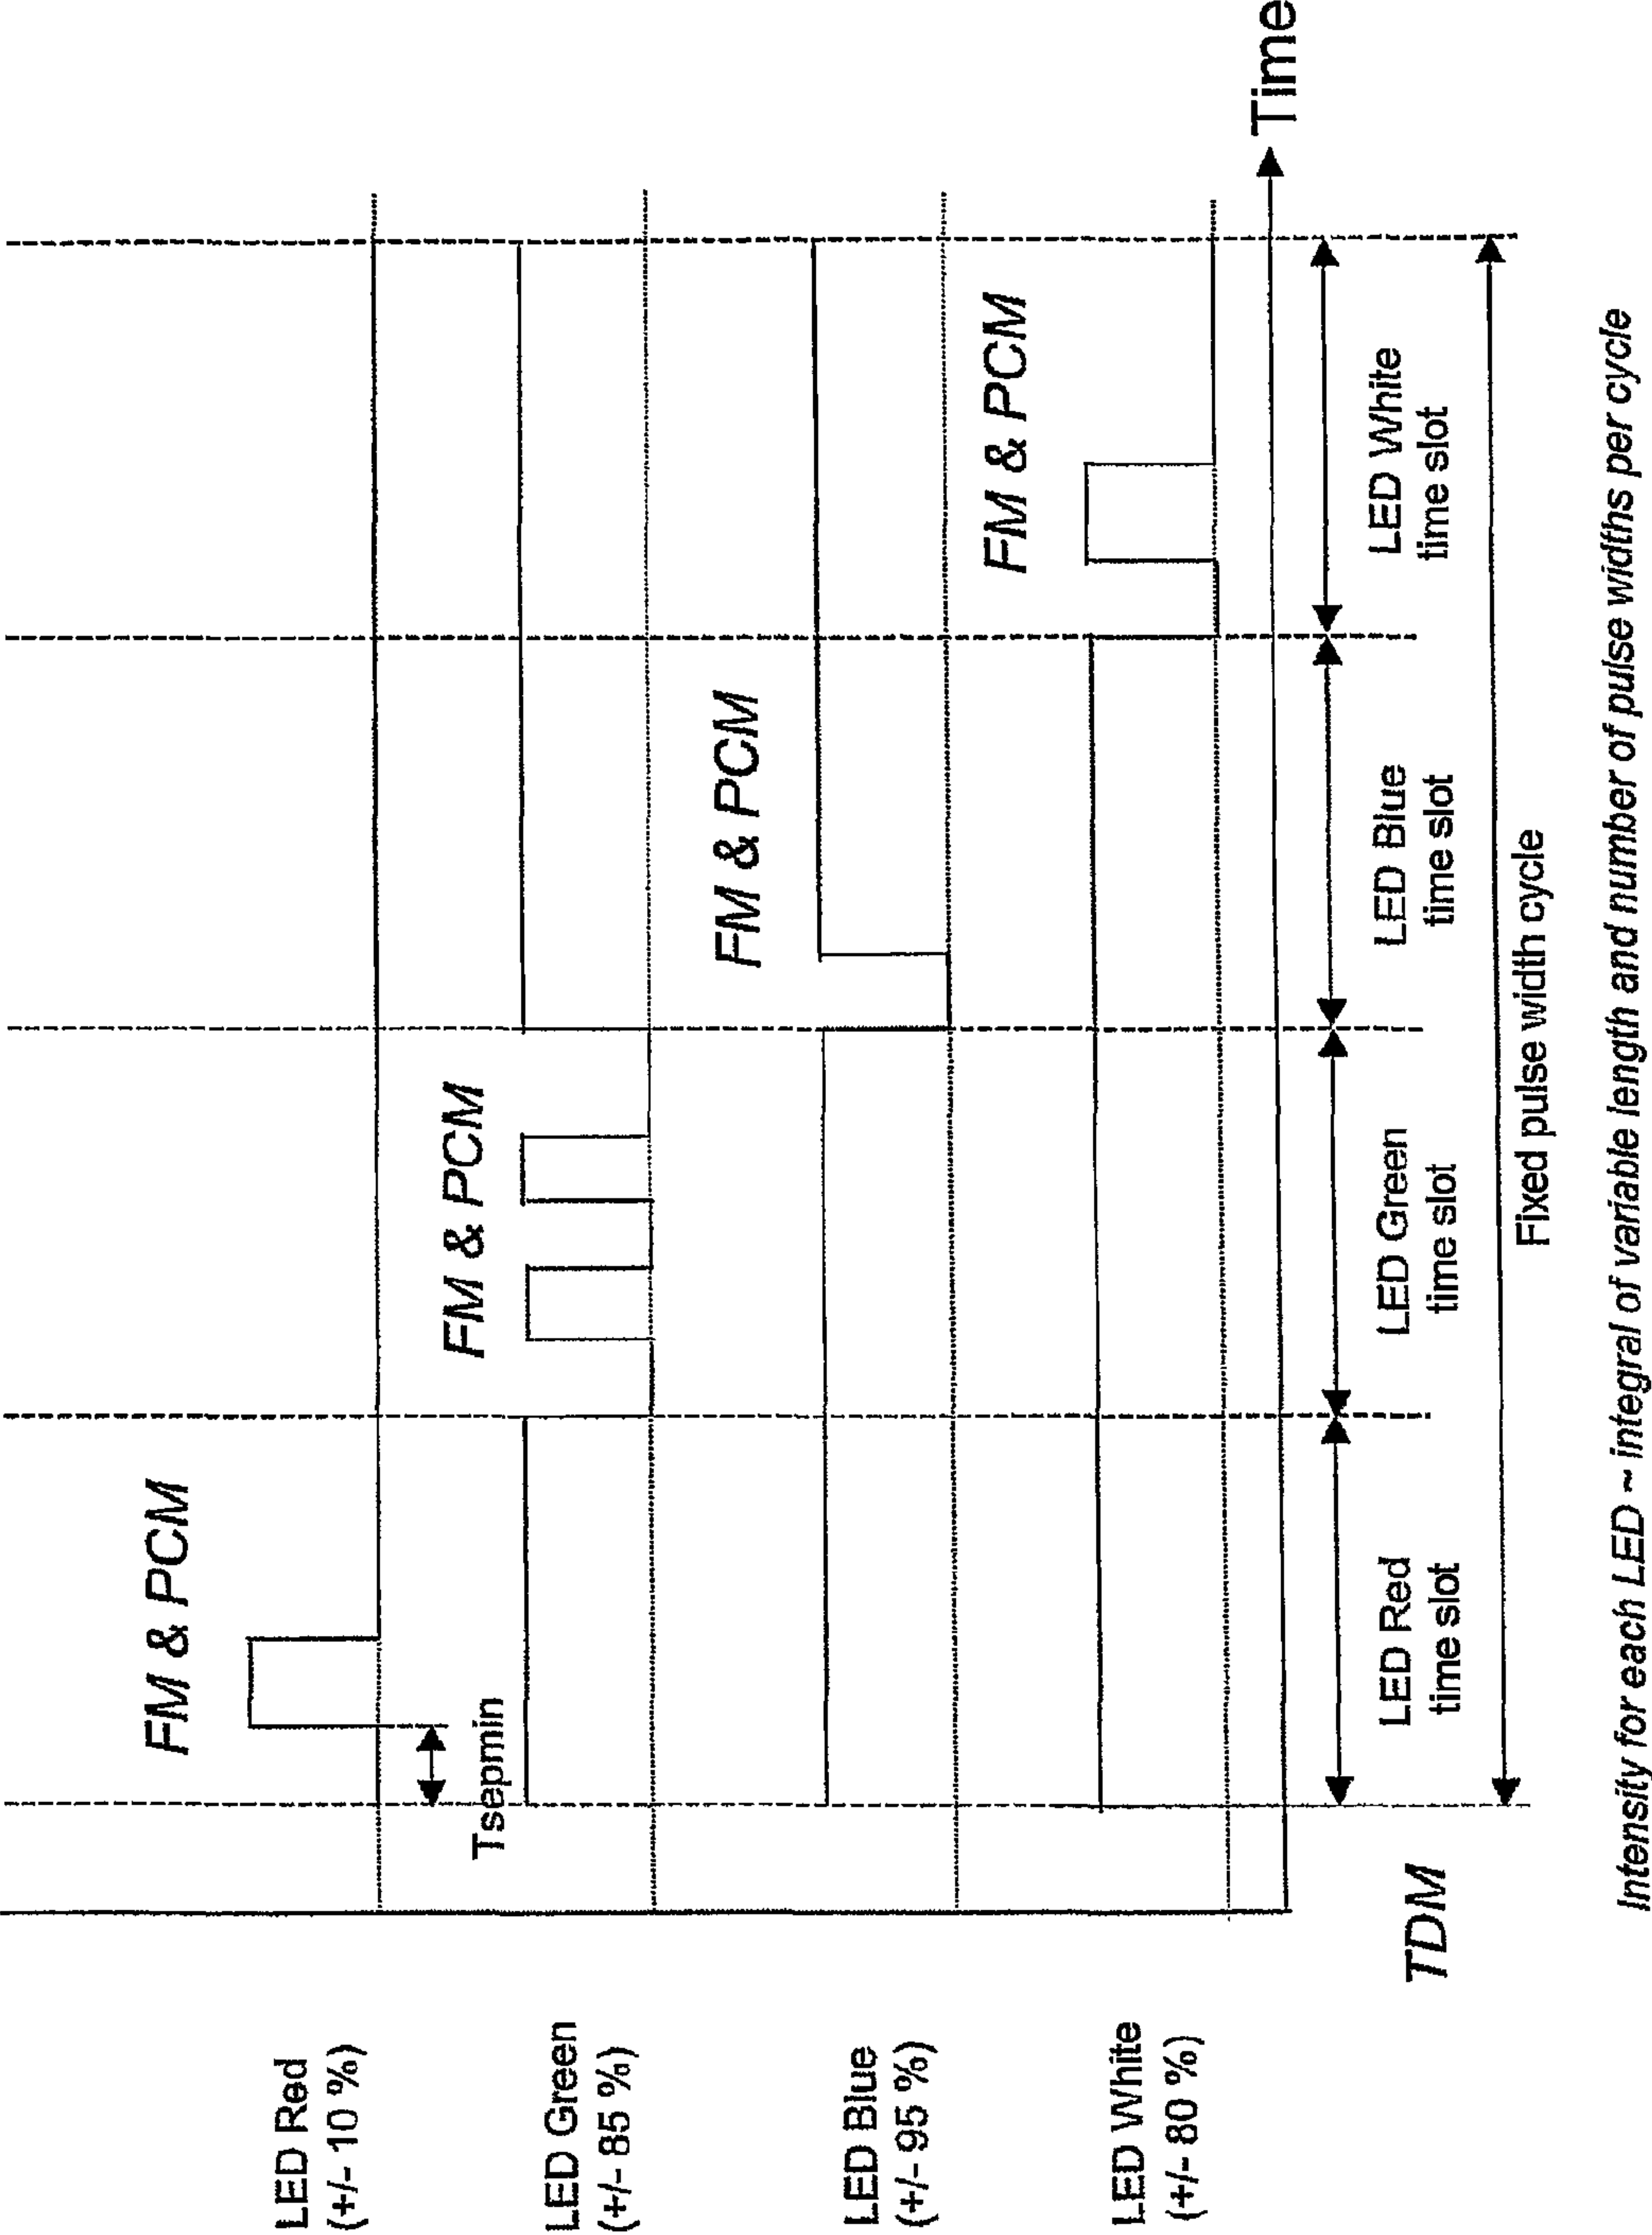 FM & PCM
LED Red
(+/- 10 %)
Tsepmin
FM & PCM
LED Green
(+/- 85 %)
FM & PCM
LED Blue
(+/- 95 %)
FM & PCM
LED White
(+/- 80 %)
Time
TDM
LED Red
time slot
LED Green
time slot
LED Blue
time slot
LED White
time slot
Fixed pulse width cycle
Intensity for each LED ~ integral of variable length and number of pulse widths per cycle